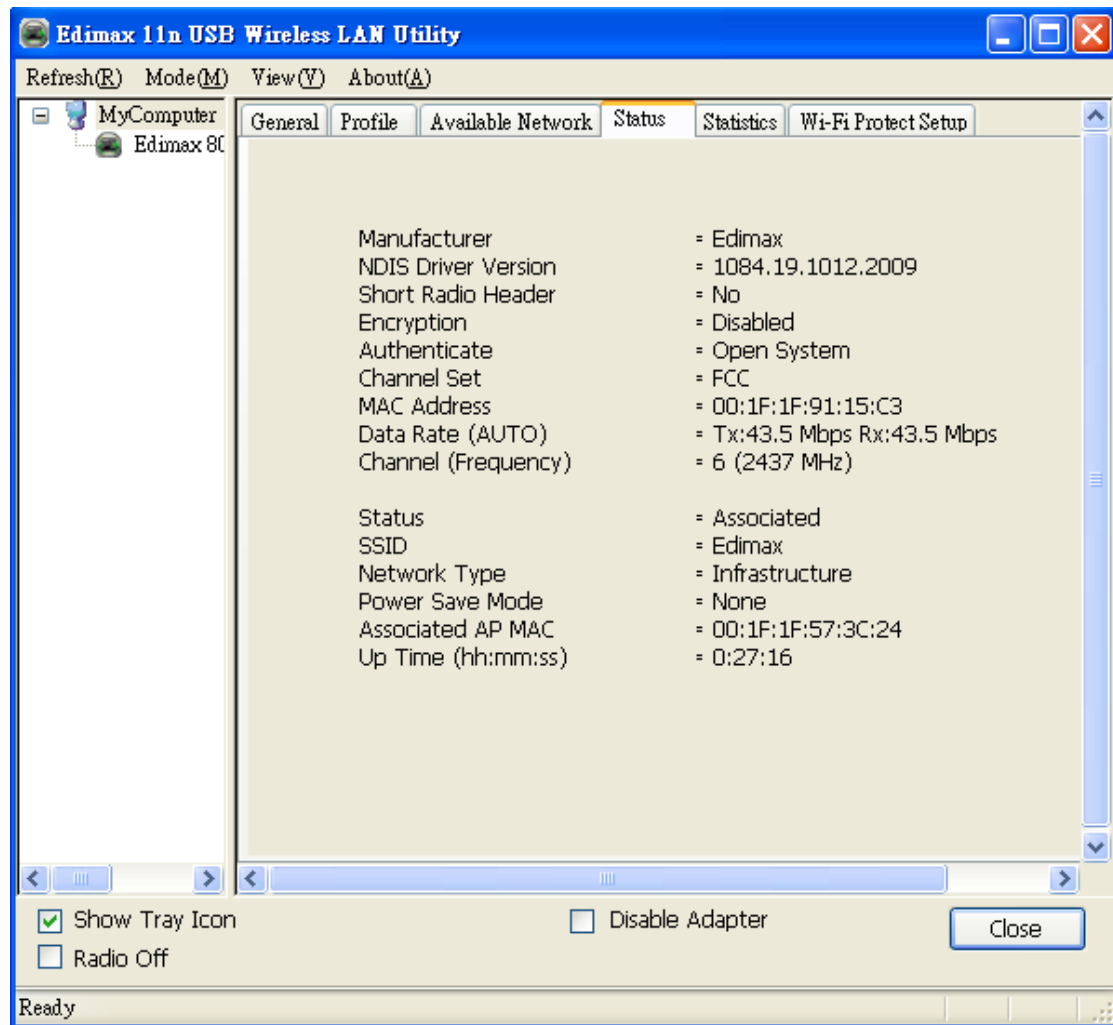 Edimax 11n USB Wireless LAN Utility
Refresh(R) Mode(M) View(V) About(A)
MyComputer
Edimax 80
General Profile Available Network Status Statistics Wi-Fi Protect Setup
Manufacturer = Edimax
NDIS Driver Version = 1084.19.1012.2009
Short Radio Header = No
Encryption = Disabled
Authenticate = Open System
Channel Set = FCC
MAC Address = 00:1F:1F:91:15:C3
Data Rate (AUTO) = Tx:43.5 Mbps Rx:43.5 Mbps
Channel (Frequency) = 6 (2437 MHz)
Status = Associated
SSID = Edimax
Network Type = Infrastructure
Power Save Mode = None
Associated AP MAC = 00:1F:1F:57:3C:24
Up Time (hh:mm:ss) = 0:27:16
Show Tray Icon Disable Adapter Close
Radio Off
Ready